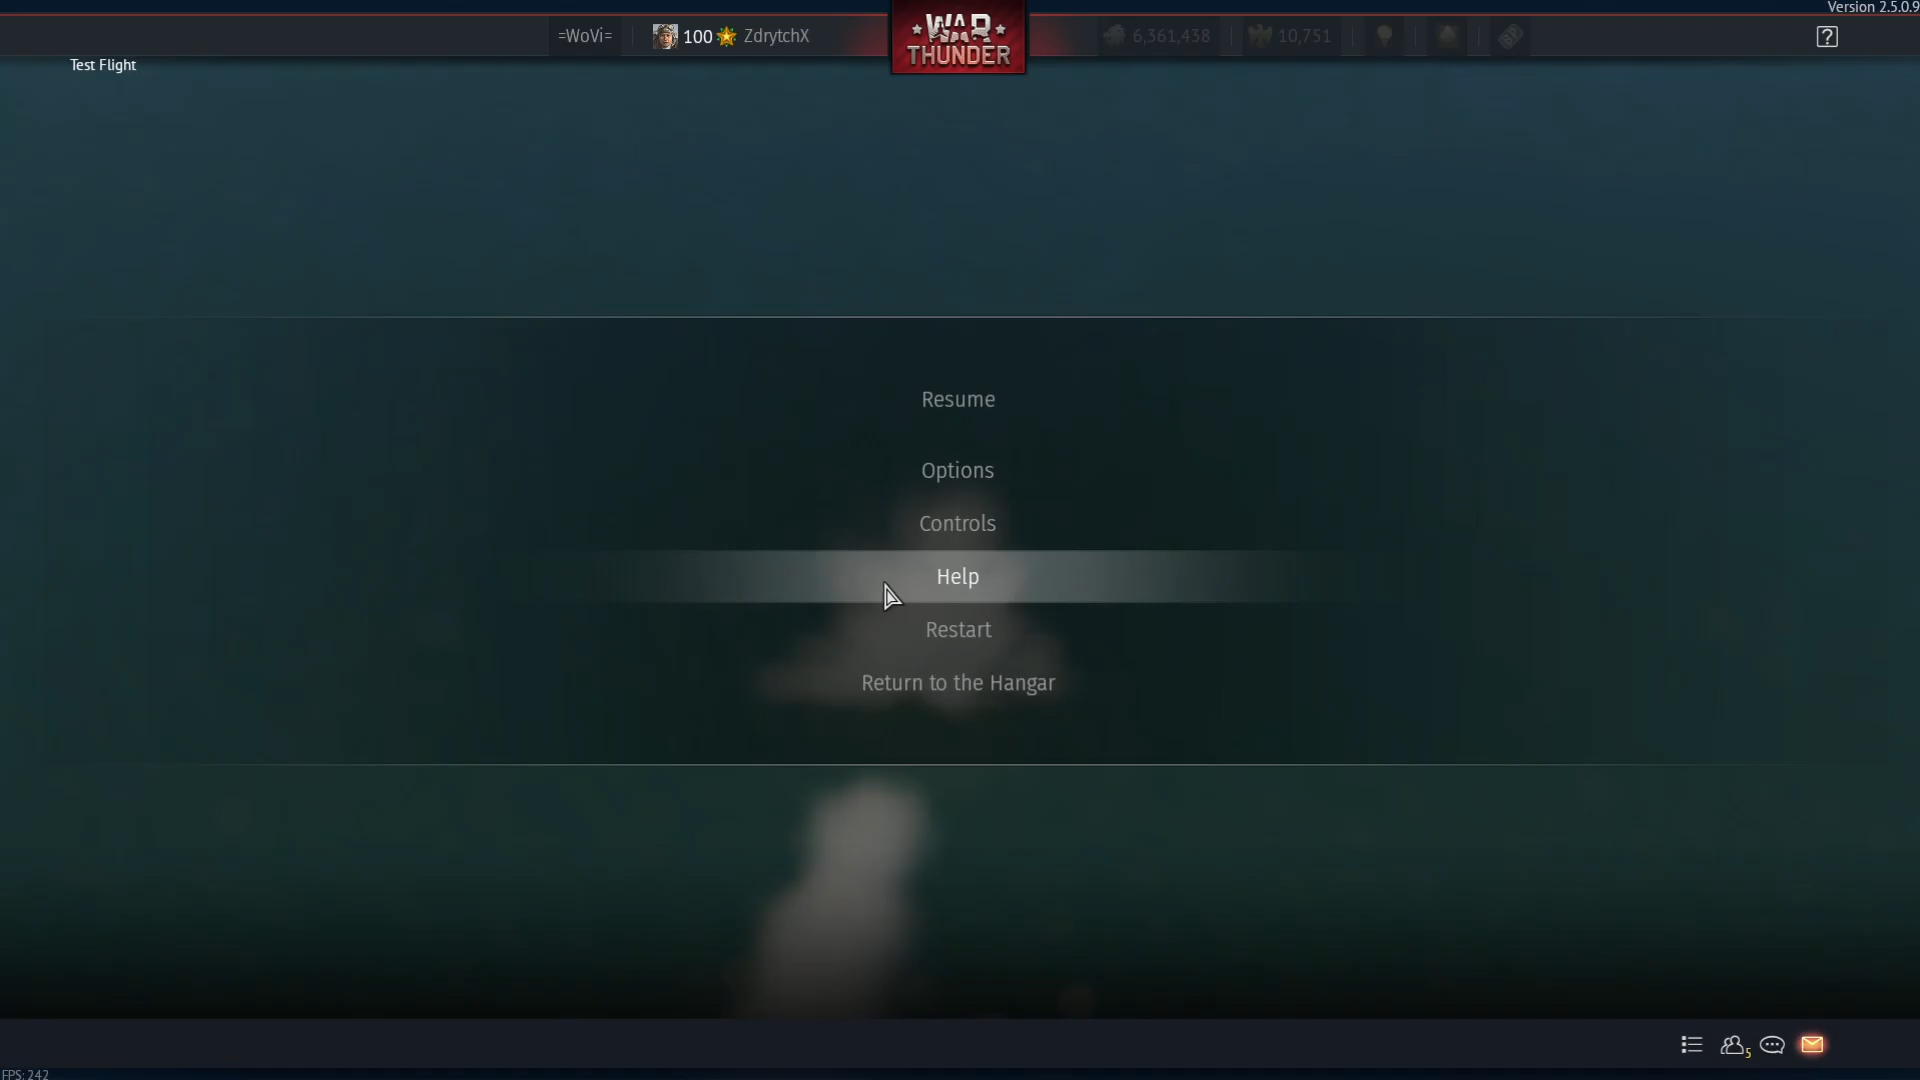 Version 2.5.0.9
=WoVi=
100 ZdrytchX
WAR
THUNDER
6,361,438
10,751
?
Test Flight
Resume
Options
Controls
Help
Restart
Return to the Hangar
5
FPS: 242